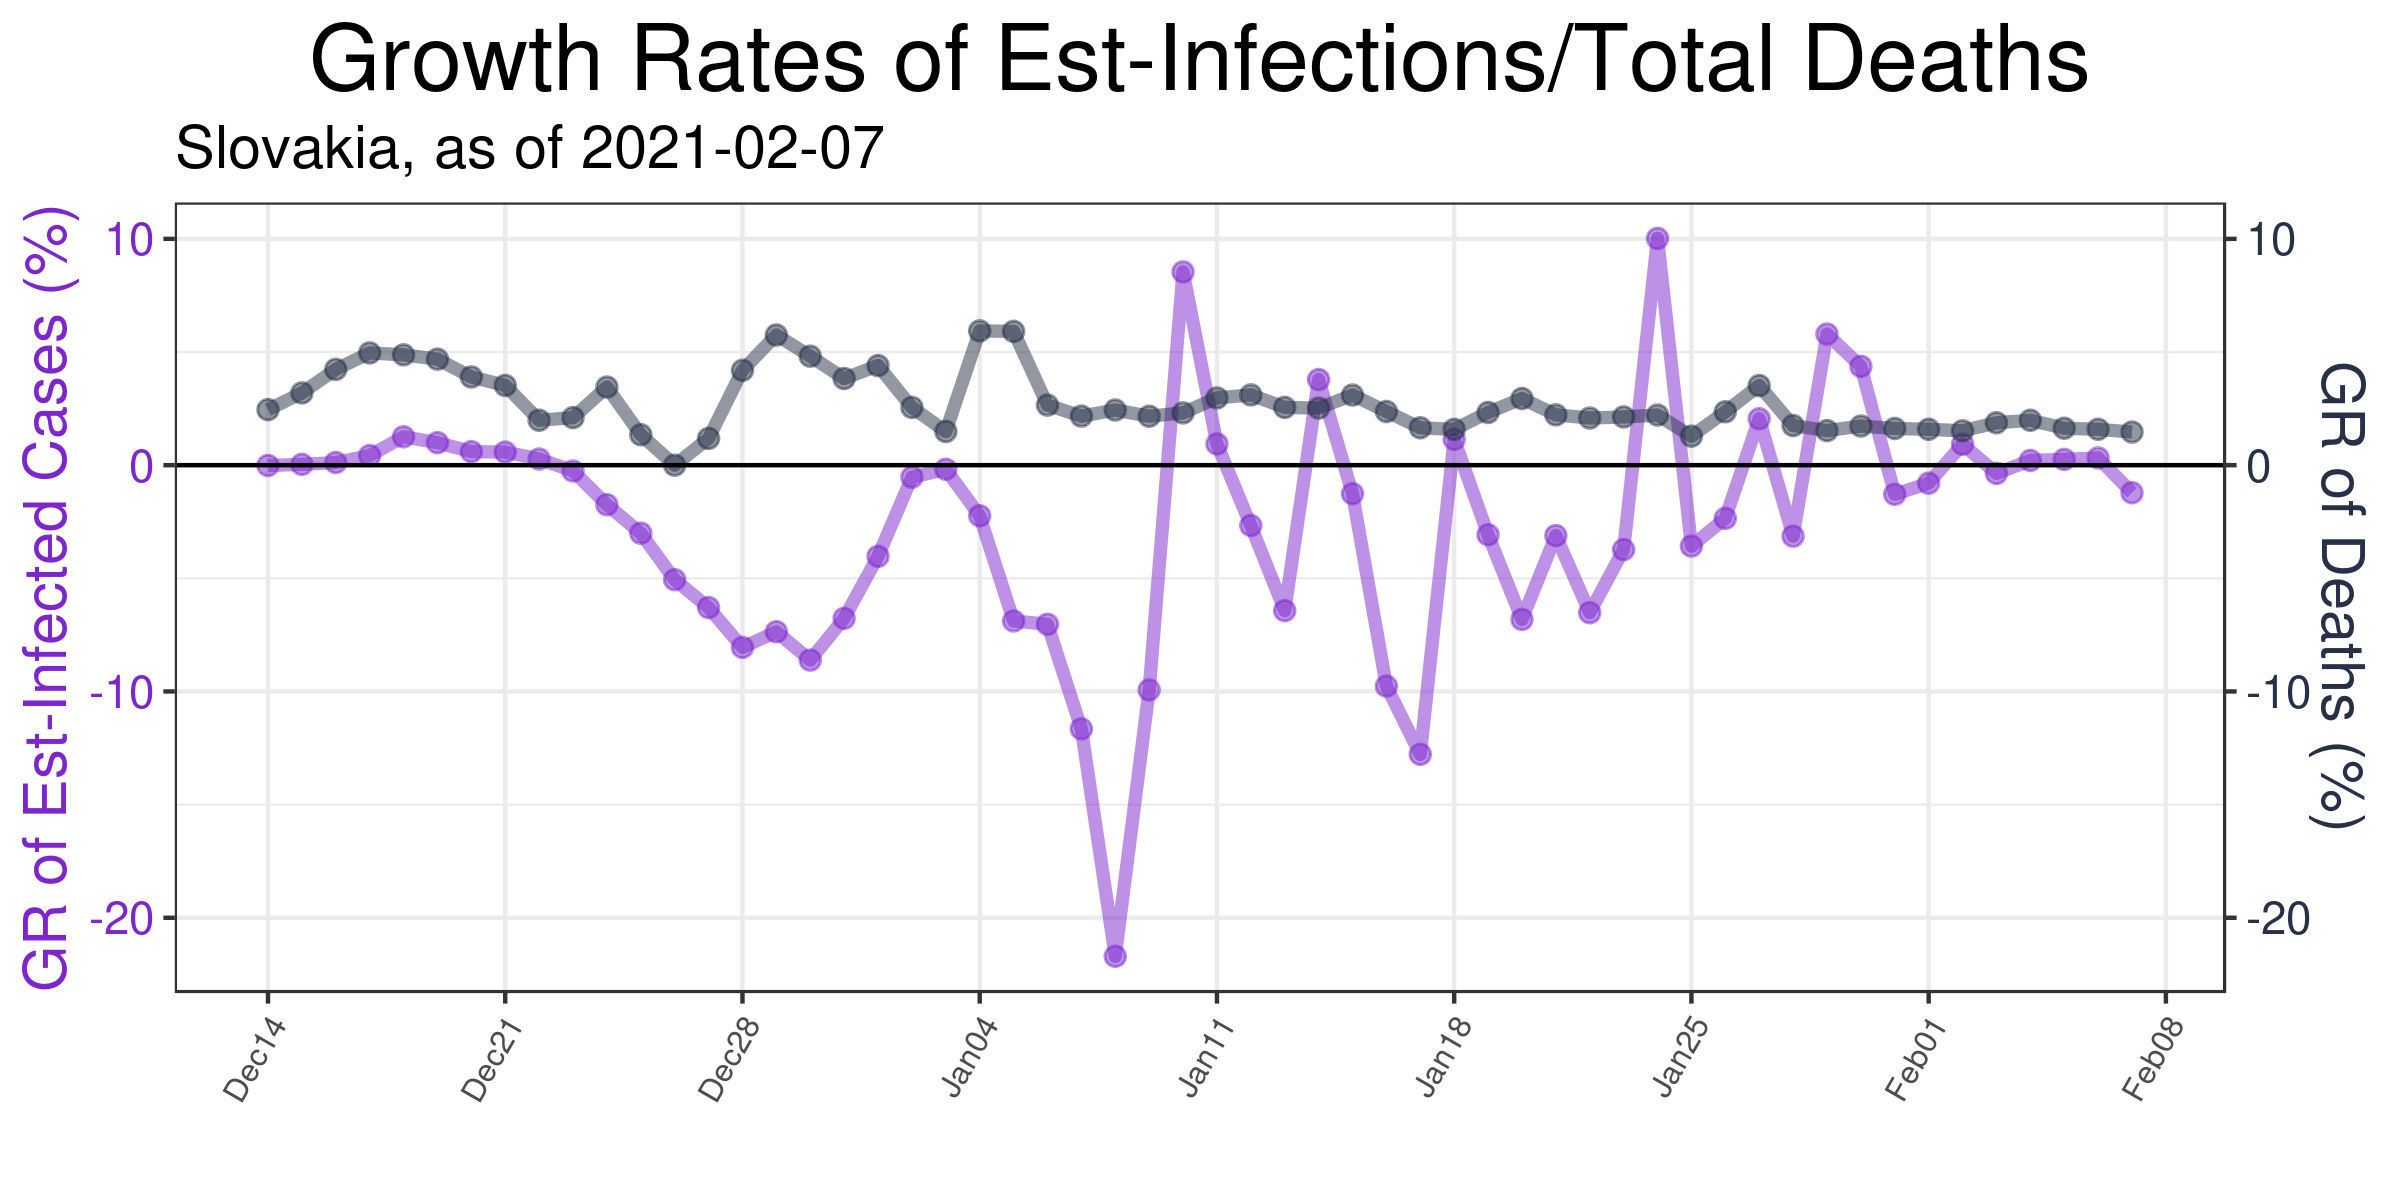 Growth Rates of Est-Infections/Total Deaths
Slovakia, as of 2021-02-07
GR of Est-Infected Cases (%)
10
0
-10
-20
10
0
-10
-20
GR of Deaths (%)
Dec14
Dec21
Dec28
Jan04
Jan11
Jan18
Jan25
Feb01
Feb08